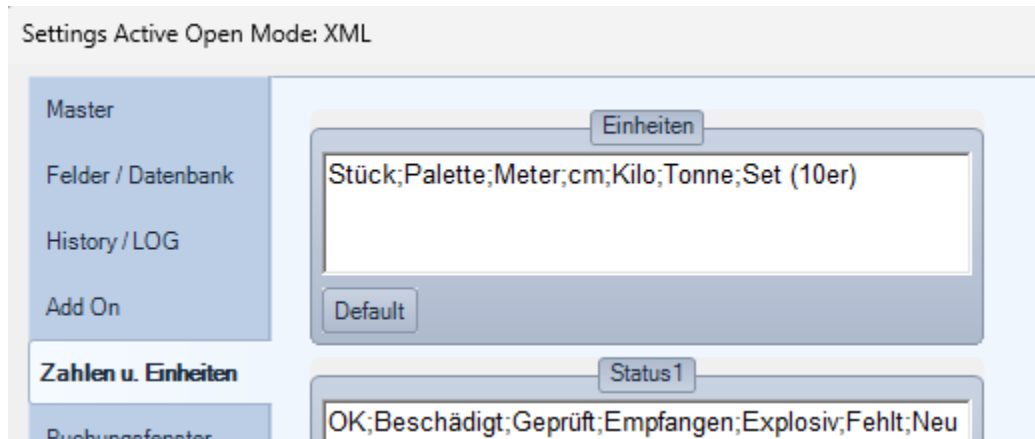 Settings Active Open Mode: XML
Master
Felder / Datenbank
History / LOG
Add On
Zahlen u. Einheiten
Buchungsfenster
Einheiten
Stück;Palette;Meter;cm;Kilo;Tonne;Set (10er)
Default
Status1
OK;Beschädigt;Geprüft;Empfangen;Explosiv;Fehlt;Neu